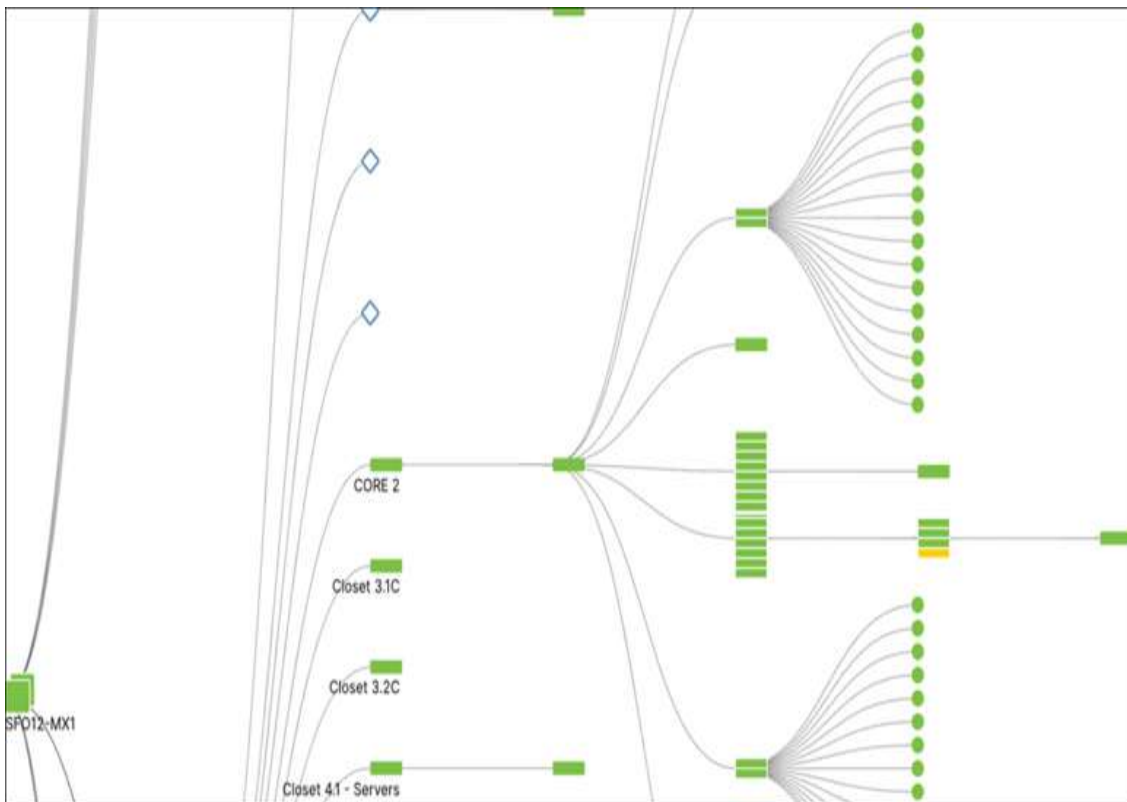 CORE 2
Closet 3.1C
Closet 3.2C
SFO12-MX1
Closet 4.1 - Servers